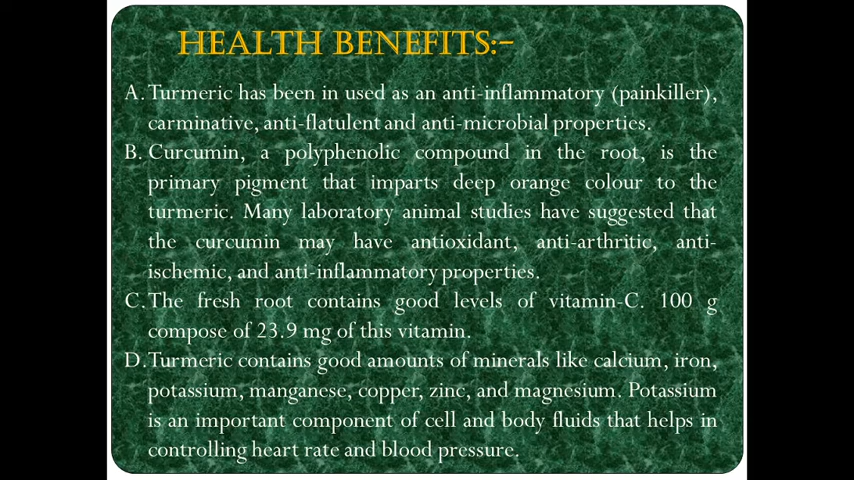 HEALTH BENEFITS:-
A. Turmeric has been in used as an anti-inflammatory (painkiller),
carminative, anti-flatulent and anti-microbial properties.
B. Curcumin, a polyphenolic compound in the root, is the
primary pigment that imparts deep orange colour to the
turmeric. Many laboratory animal studies have suggested that
the curcumin may have antioxidant, anti-arthritic, anti-
ischemic, and anti-inflammatory properties.
C. The fresh root contains good levels of vitamin-C. 100 g
compose of 23.9 mg of this vitamin.
D. Turmeric contains good amounts of minerals like calcium, iron,
potassium, manganese, copper, zinc, and magnesium. Potassium
is an important component of cell and body fluids that helps in
controlling heart rate and blood pressure.